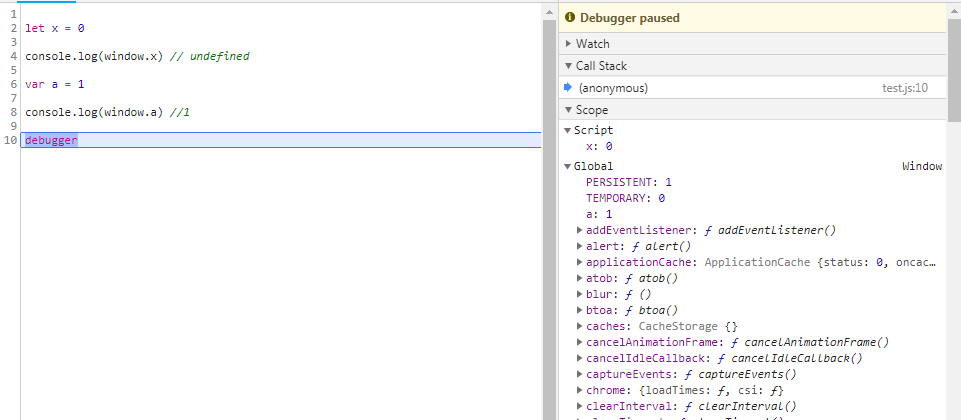 1
2 let x = 0
3
4 console.log(window.x) // undefined
5
6 var a = 1
7
8 console.log(window.a) //1
9
10 debugger
Debugger paused
Watch
Call Stack
(anonymous) test.js:10
Scope
Script
x: 0
Global Window
PERSISTENT: 1
TEMPORARY: 0
a: 1
addEventListener: ƒ addEventListener()
alert: ƒ alert()
applicationCache: ApplicationCache {status: 0, oncac…
atob: ƒ atob()
blur: ƒ ()
btoa: ƒ btoa()
caches: CacheStorage {}
cancelAnimationFrame: ƒ cancelAnimationFrame()
cancelIdleCallback: ƒ cancelIdleCallback()
captureEvents: ƒ captureEvents()
chrome: {loadTimes: ƒ, csi: ƒ}
clearInterval: ƒ clearInterval()